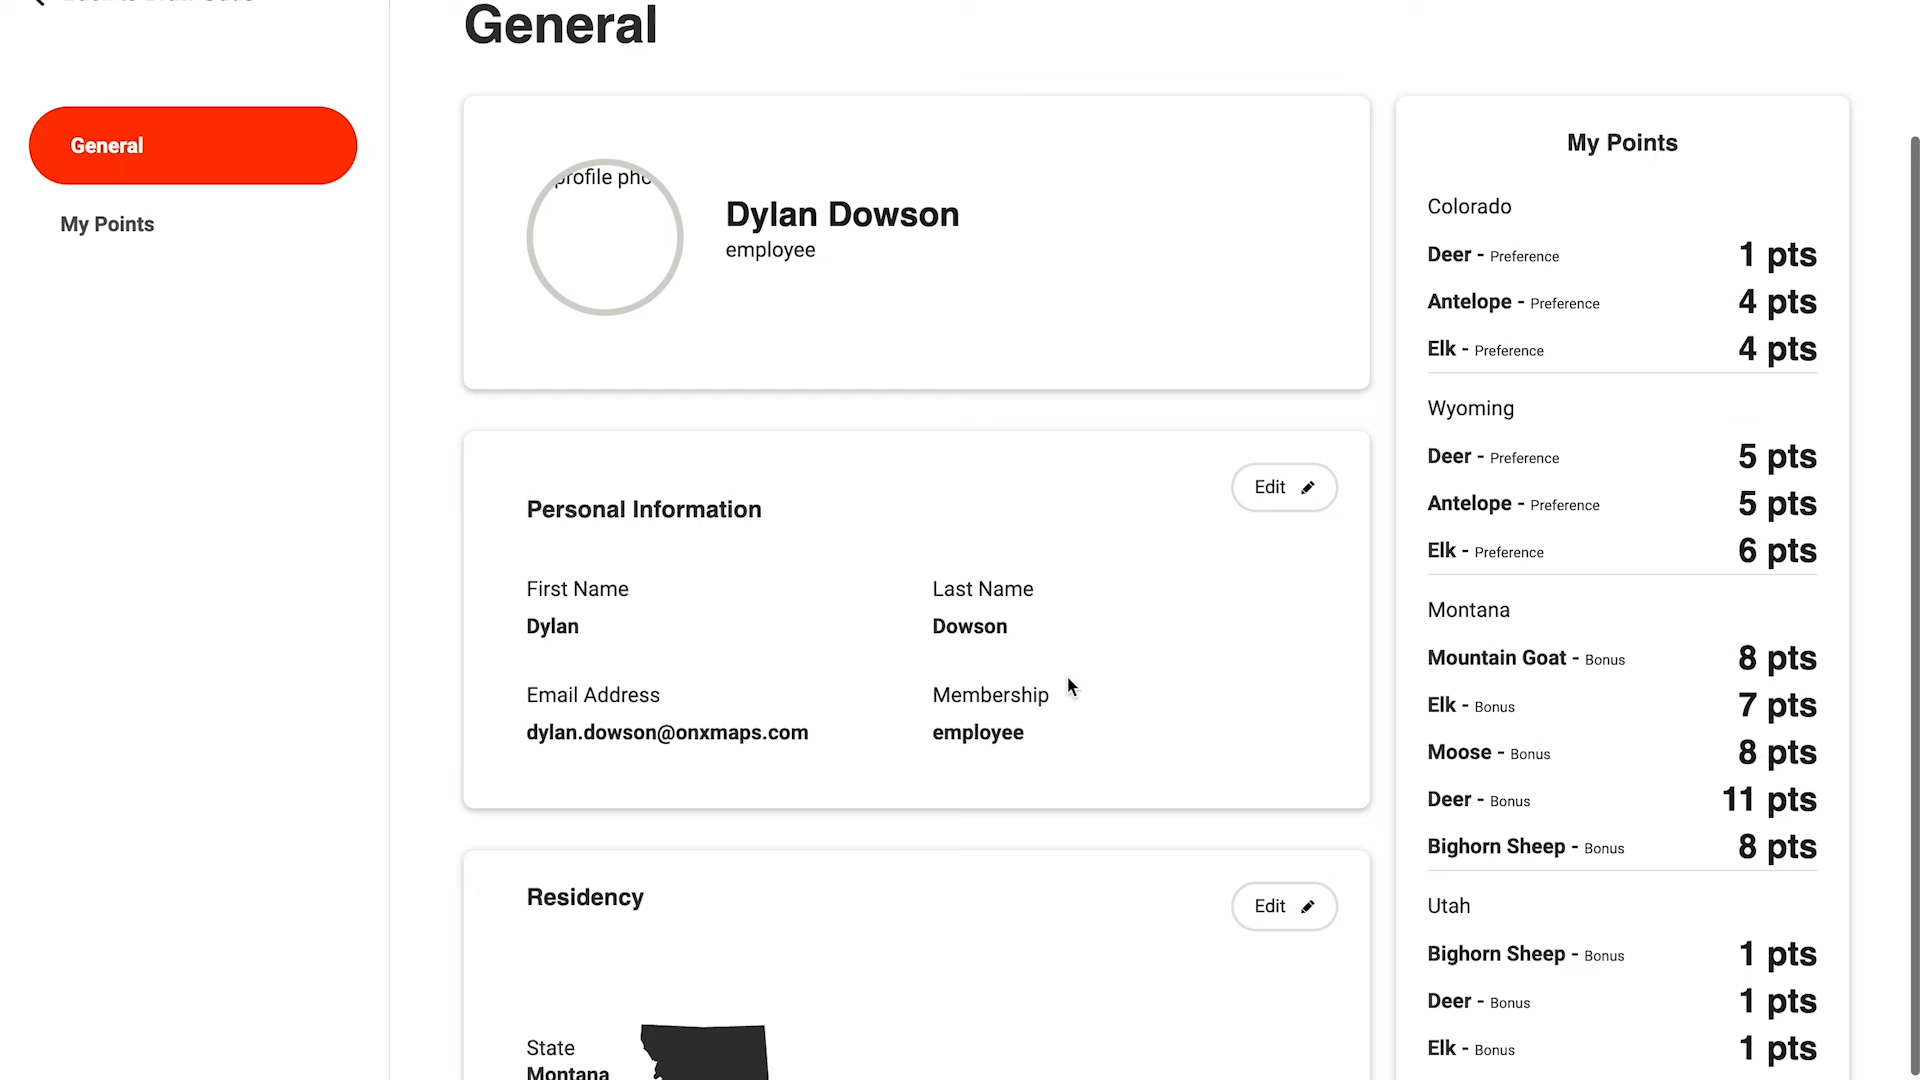 General
General
My Points
profile pho
Dylan Dowson
employee
Personal Information
Edit
First Name
Dylan
Last Name
Dowson
Email Address
dylan.dowson@onxmaps.com
Membership
employee
Residency
Edit
State
Montana
My Points
Colorado
Deer - Preference 1 pts
Antelope - Preference 4 pts
Elk - Preference 4 pts
Wyoming
Deer - Preference 5 pts
Antelope - Preference 5 pts
Elk - Preference 6 pts
Montana
Mountain Goat - Bonus 8 pts
Elk - Bonus 7 pts
Moose - Bonus 8 pts
Deer - Bonus 11 pts
Bighorn Sheep - Bonus 8 pts
Utah
Bighorn Sheep - Bonus 1 pts
Deer - Bonus 1 pts
Elk - Bonus 1 pts